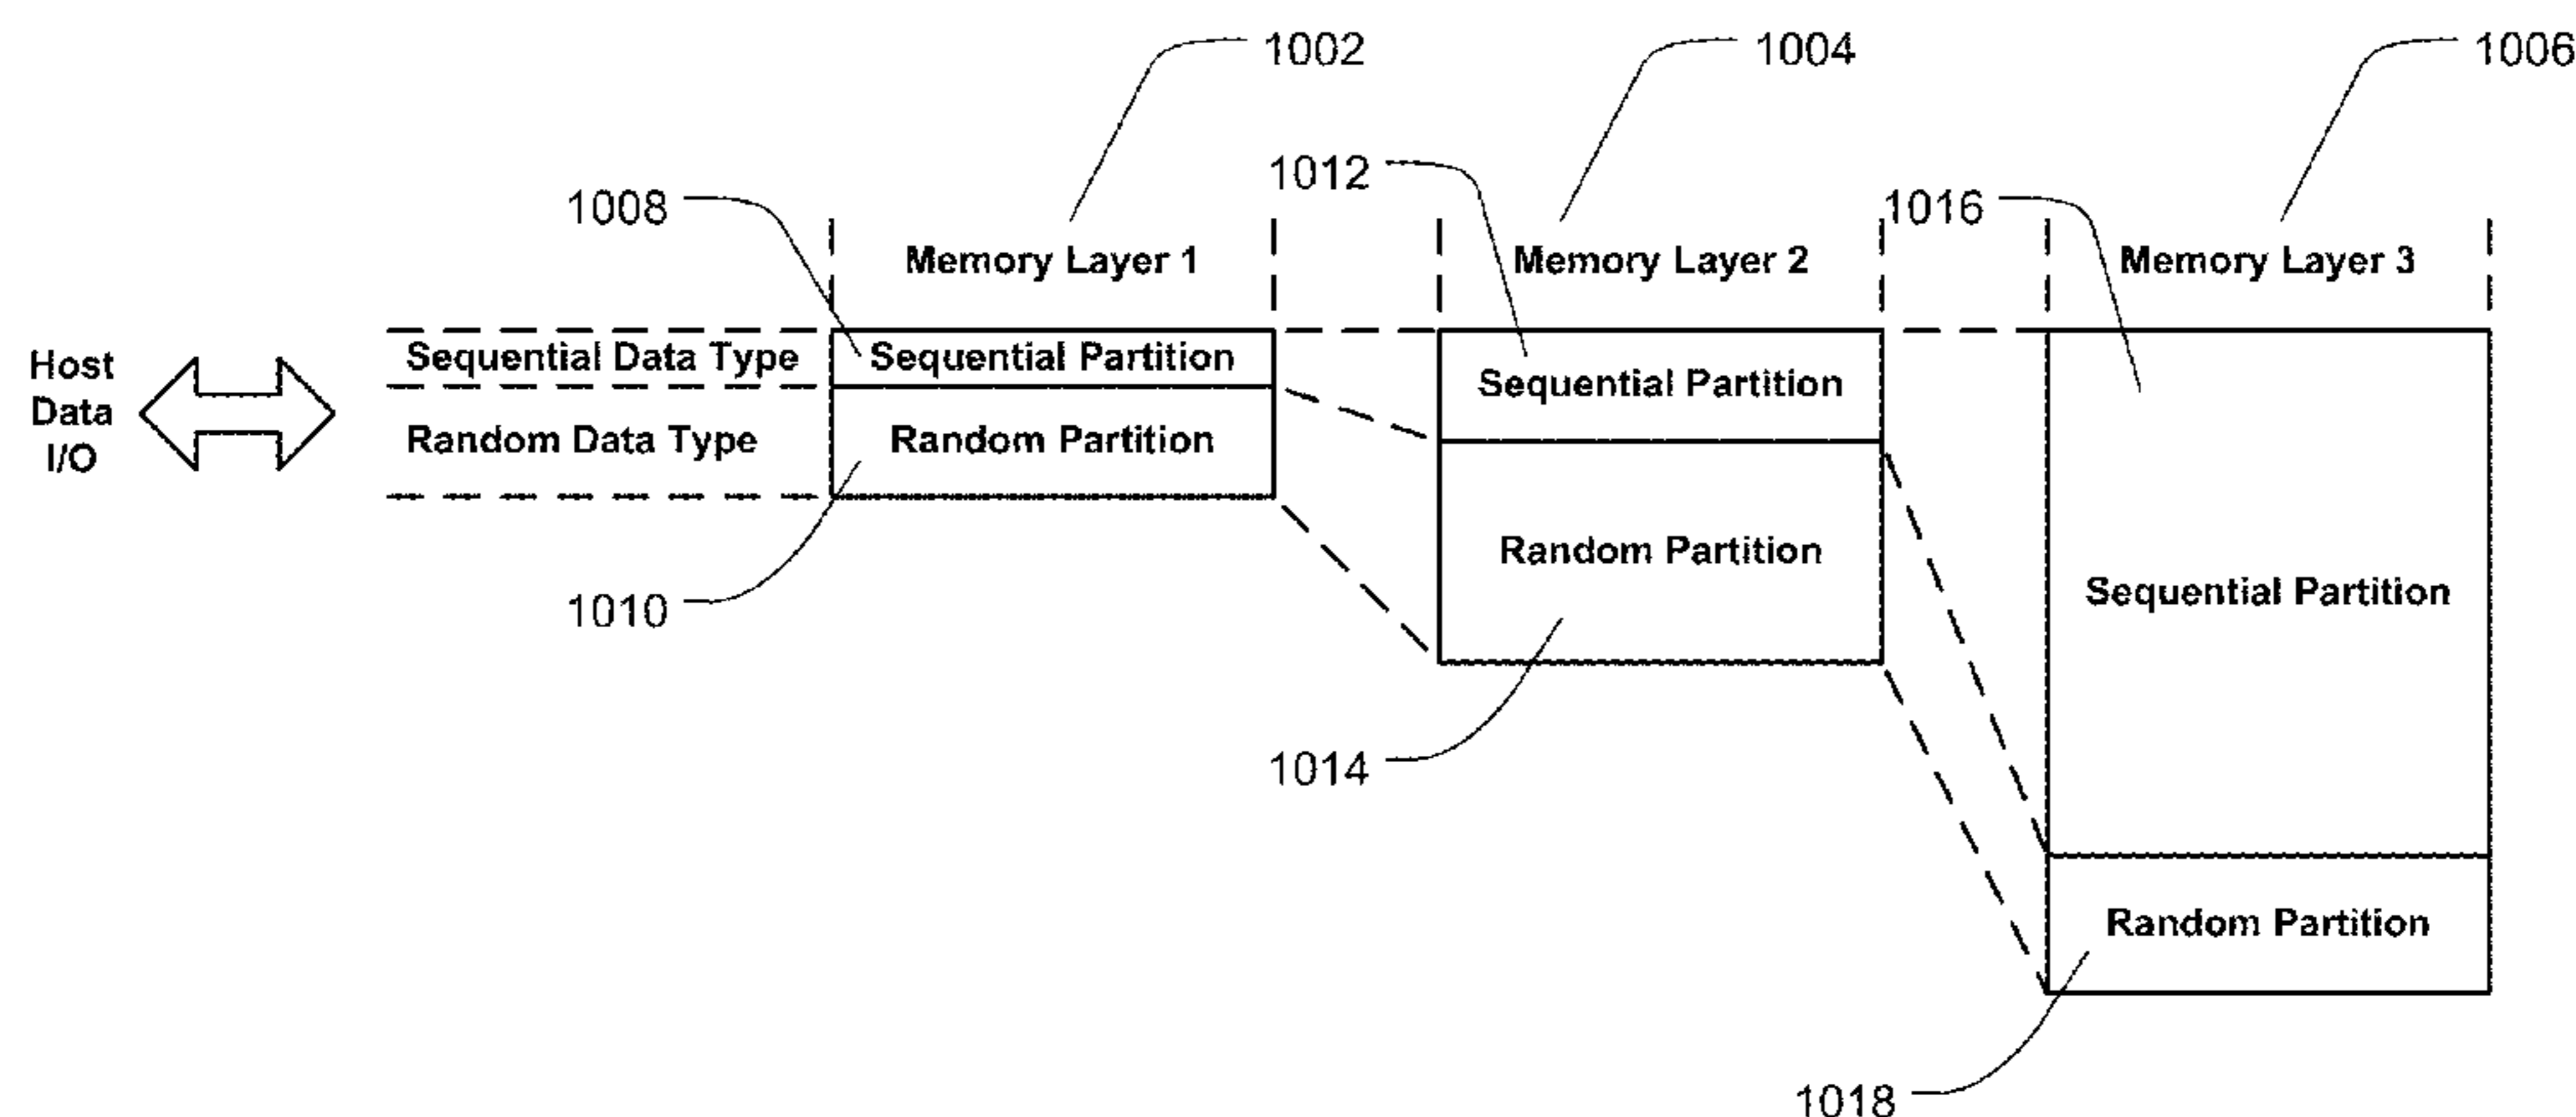 1002
1004
1006
1012
1008
1016
Memory Layer 1
Memory Layer 2
Memory Layer 3
Host
Data
I/O
Sequential Data Type
Sequential Partition
Sequential Partition
Random Data Type
Random Partition
Random Partition
Sequential Partition
1010
1014
Random Partition
1018